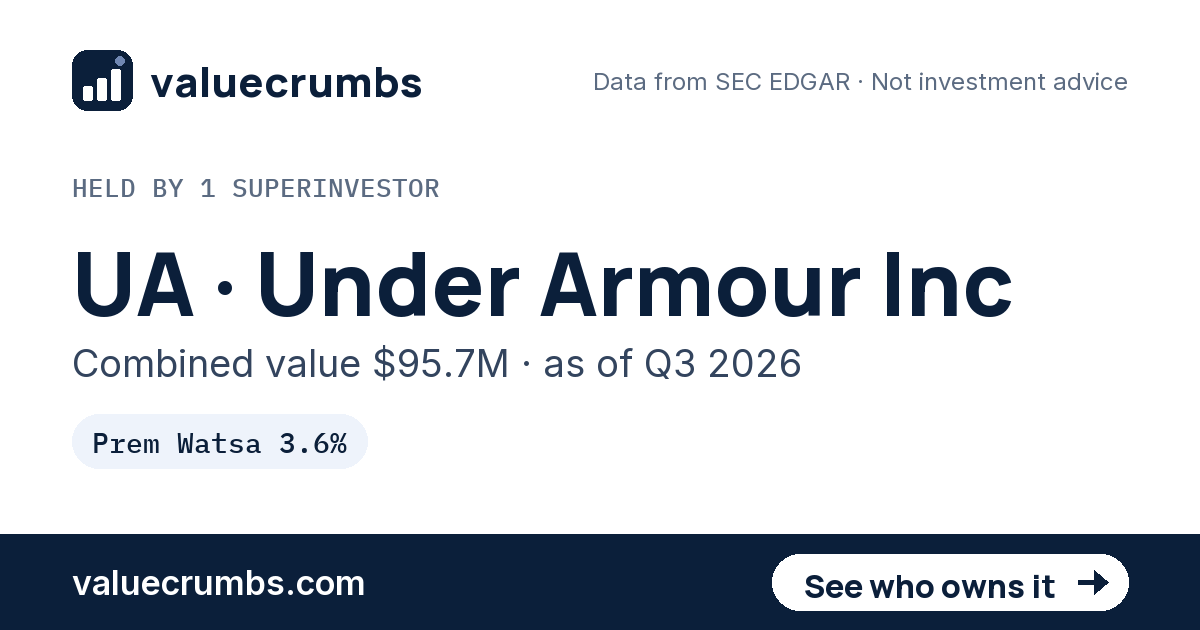 valuecrumbs
Data from SEC EDGAR · Not investment advice
HELD BY 1 SUPERINVESTOR
UA · Under Armour Inc
Combined value $95.7M · as of Q3 2026
Prem Watsa 3.6%
valuecrumbs.com
See who owns it →